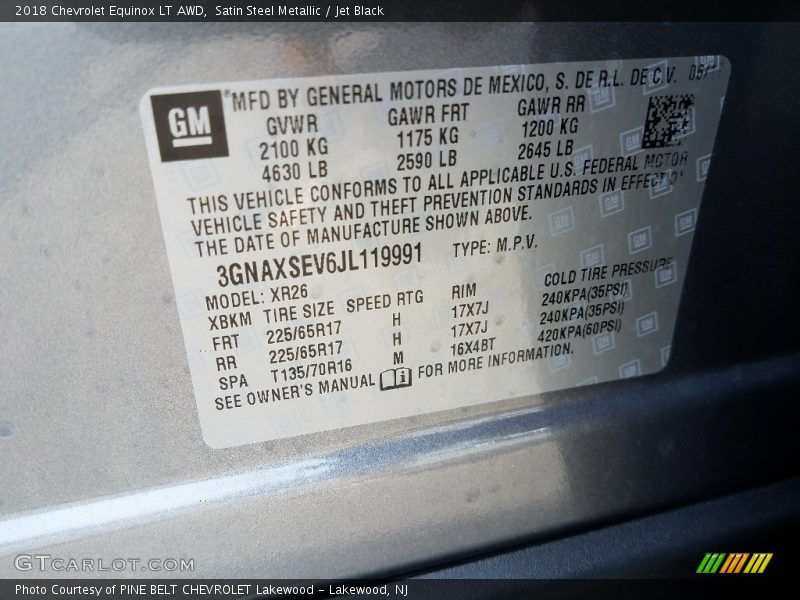 2018 Chevrolet Equinox LT AWD, Satin Steel Metallic / Jet Black
GM *MFD BY GENERAL MOTORS DE MEXICO, S. DE R.L. DE C.V. 05/
GVWR GAWR FRT GAWR RR
2100 KG 1175 KG 1200 KG
4630 LB 2590 LB 2645 LB
THIS VEHICLE CONFORMS TO ALL APPLICABLE U.S. FEDERAL MOTOR
VEHICLE SAFETY AND THEFT PREVENTION STANDARDS IN EFFECT ON
THE DATE OF MANUFACTURE SHOWN ABOVE.
3GNAXSEV6JL119991 TYPE: M.P.V.
MODEL: XR26
XBKM TIRE SIZE SPEED RTG RIM COLD TIRE PRESSURE
FRT 225/65R17 H 17X7J 240KPA(35PSI)
RR 225/65R17 H 17X7J 240KPA(35PSI)
SPA T135/70R16 M 16X4BT 420KPA(60PSI)
SEE OWNER'S MANUAL i FOR MORE INFORMATION.
GTCARLOT.COM
Photo Courtesy of PINE BELT CHEVROLET Lakewood - Lakewood, NJ